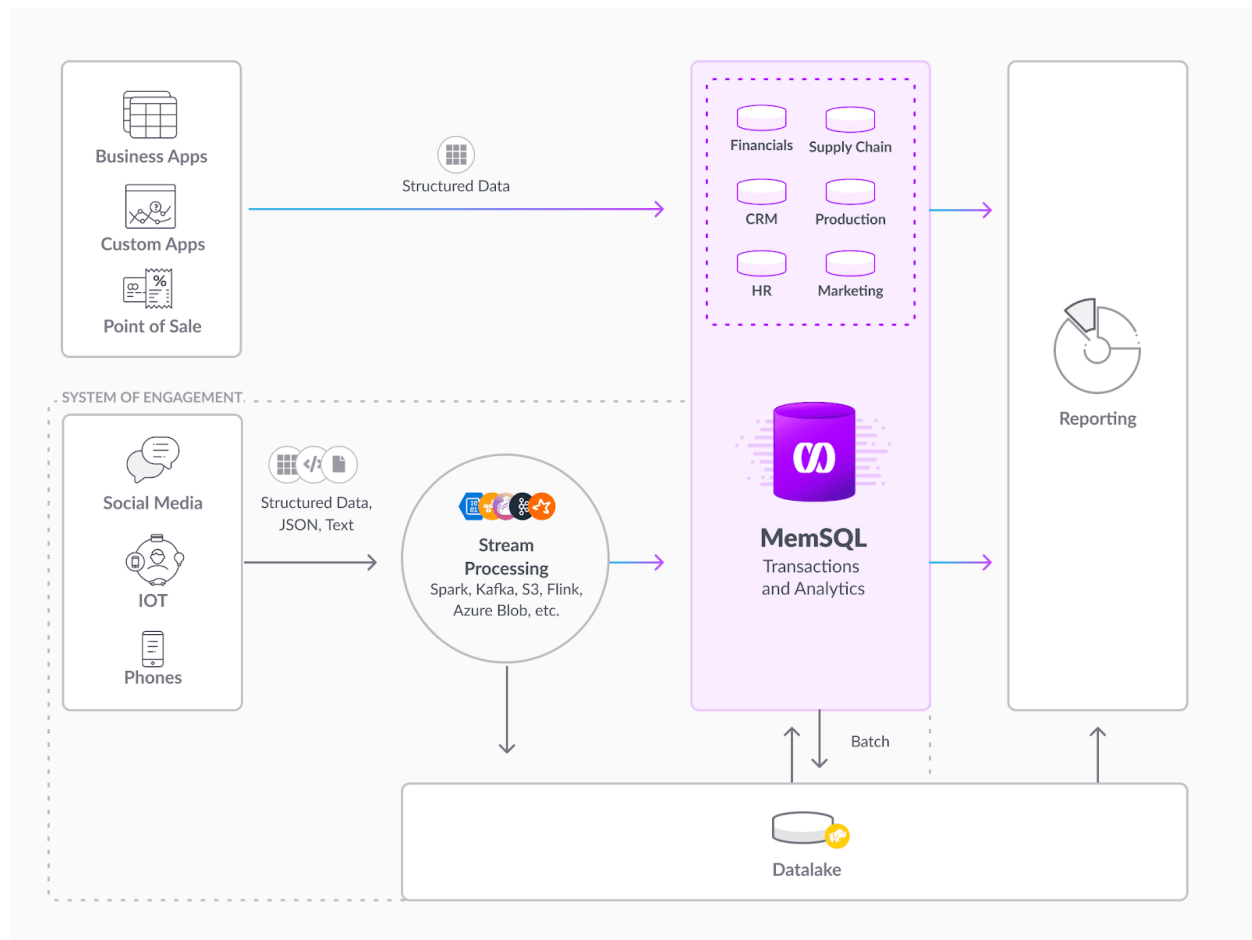 Business Apps
Custom Apps
%
Point of Sale
Structured Data
Financials
Supply Chain
CRM
Production
HR
Marketing
Reporting
SYSTEM OF ENGAGEMENT
Social Media
IOT
Phones
</>
Structured Data,
JSON, Text
10
01
Stream
Processing
Spark, Kafka, S3, Flink,
Azure Blob, etc.
MemSQL
Transactions
and Analytics
Batch
Datalake